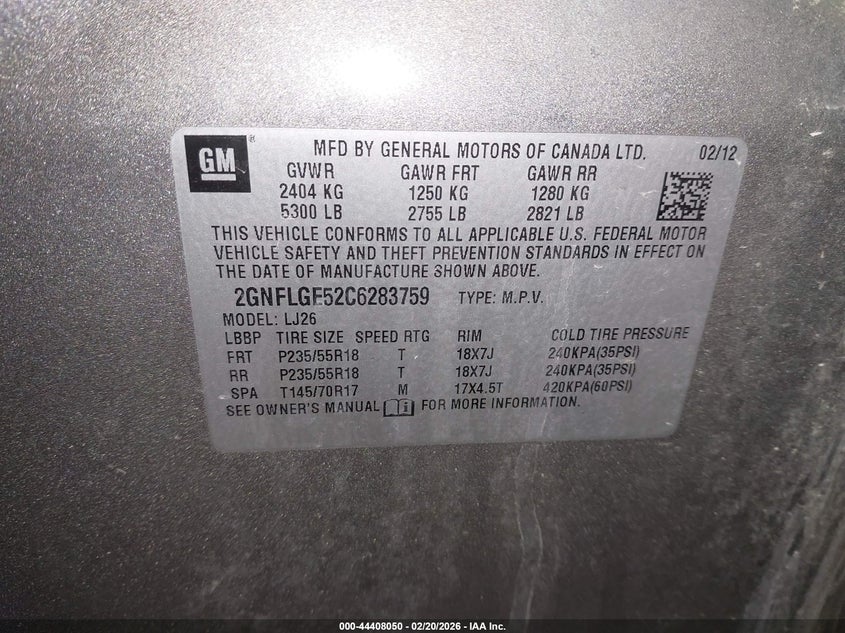 GM ®
MFD BY GENERAL MOTORS OF CANADA LTD. 02/12
GVWR GAWR FRT GAWR RR
2404 KG 1250 KG 1280 KG
5300 LB 2755 LB 2821 LB
THIS VEHICLE CONFORMS TO ALL APPLICABLE U.S. FEDERAL MOTOR
VEHICLE SAFETY AND THEFT PREVENTION STANDARDS IN EFFECT ON
THE DATE OF MANUFACTURE SHOWN ABOVE.
2GNFLGE52C6283759 TYPE: M.P.V.
MODEL: LJ26
LBBP TIRE SIZE SPEED RTG RIM COLD TIRE PRESSURE
FRT P235/55R18 T 18X7J 240KPA(35PSI)
RR P235/55R18 T 18X7J 240KPA(35PSI)
SPA T145/70R17 M 17X4.5T 420KPA(60PSI)
SEE OWNER'S MANUAL FOR MORE INFORMATION.
000-44408050 - 02/20/2026 - IAA Inc.